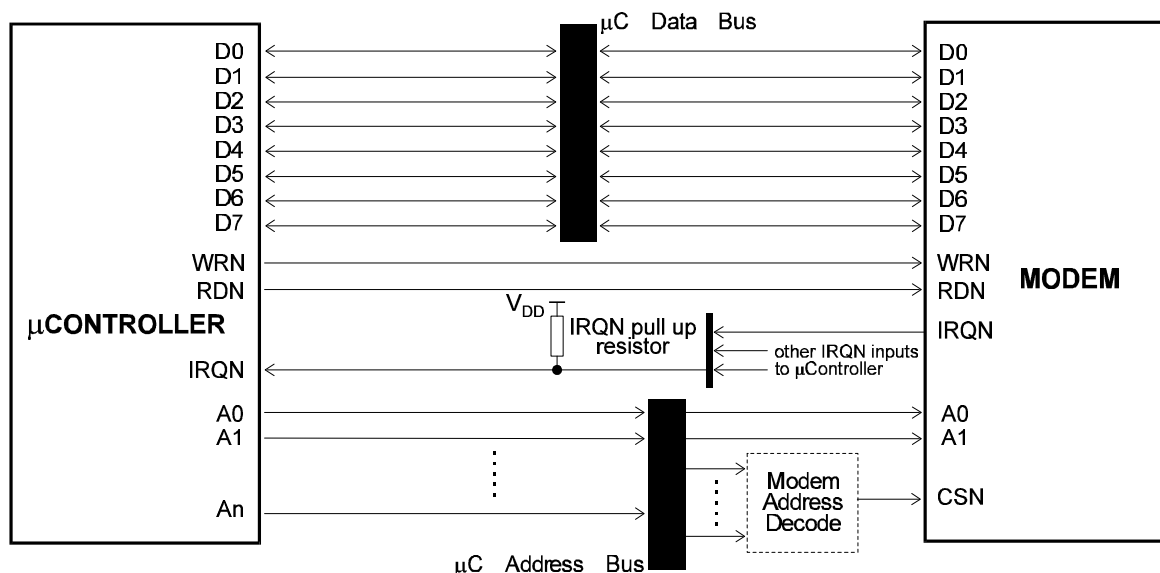 μC Data Bus
D0 D0
D1 D1
D2 D2
D3 D3
D4 D4
D5 D5
D6 D6
D7 D7
WRN WRN
RDN RDN
μCONTROLLER
MODEM
VDD
IRQN pull up
resistor
IRQN
other IRQN inputs
to μController
IRQN
A0 A0
A1 A1
An
Modem
Address
Decode
CSN
μC Address Bus